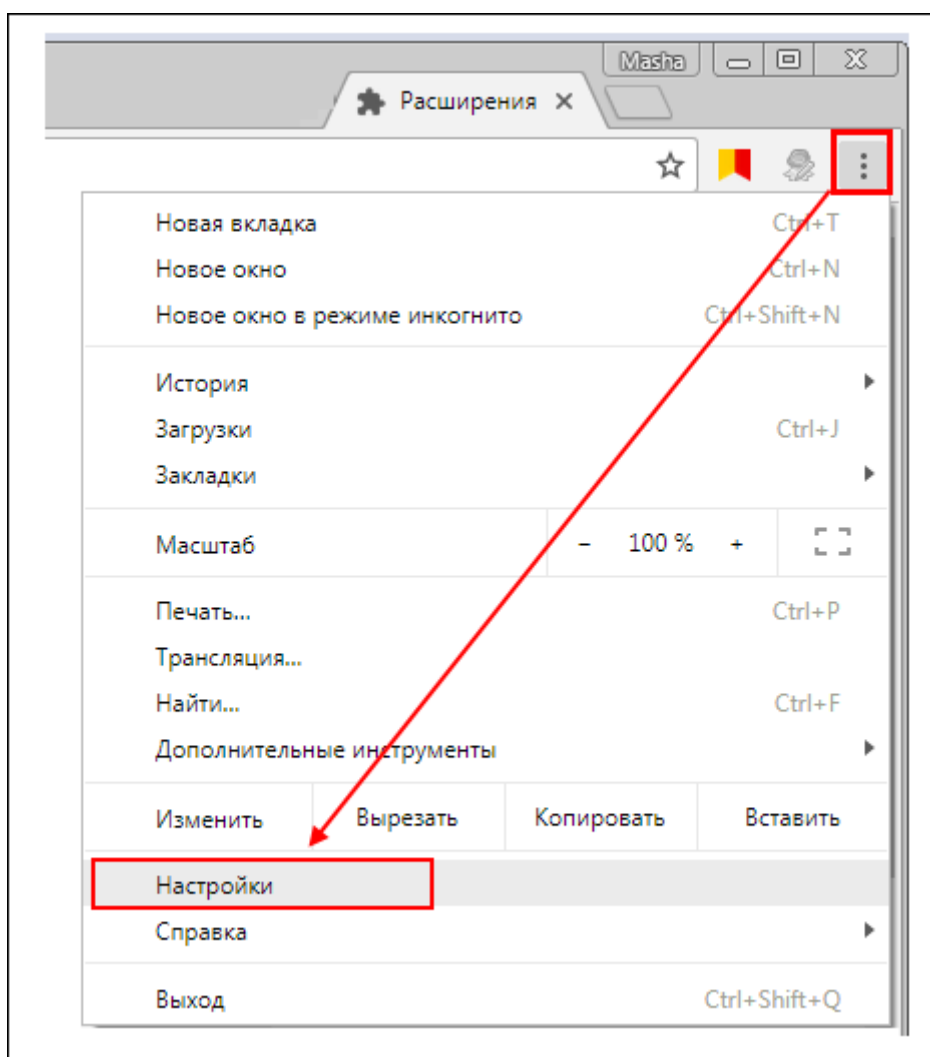 Masha
Расширения
Новая вкладка Ctrl+T
Новое окно Ctrl+N
Новое окно в режиме инкогнито Ctrl+Shift+N
История
Загрузки Ctrl+J
Закладки
Масштаб – 100 % +
Печать... Ctrl+P
Трансляция...
Найти... Ctrl+F
Дополнительные инструменты
Изменить Вырезать Копировать Вставить
Настройки
Справка
Выход Ctrl+Shift+Q